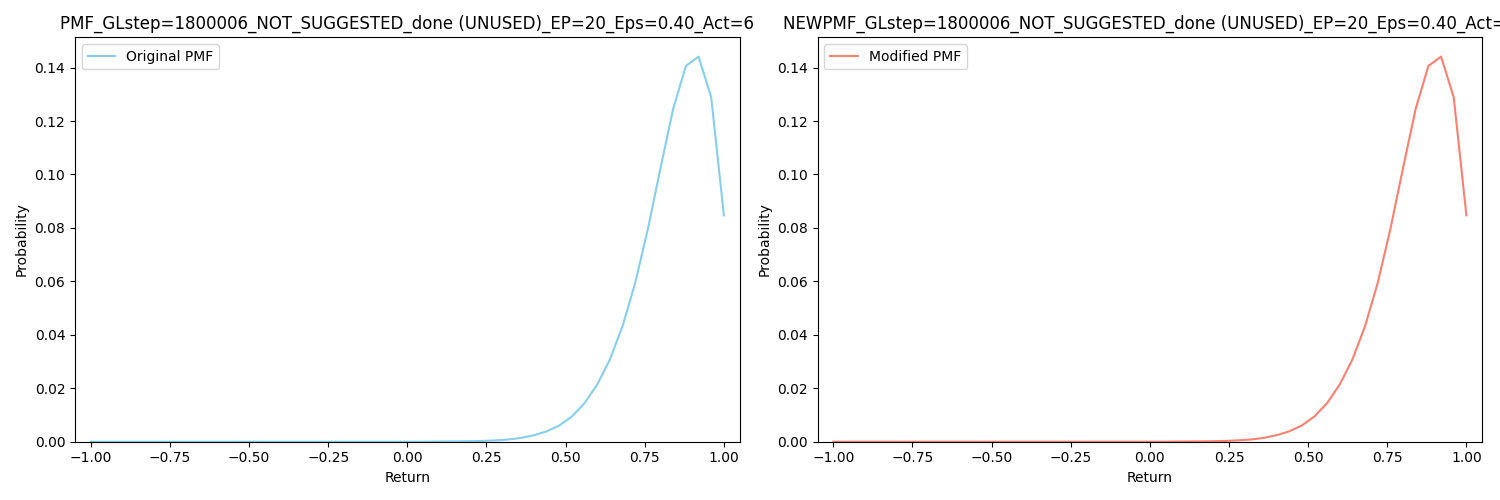 PMF_GLstep=1800006_NOT_SUGGESTED_done (UNUSED)_EP=20_Eps=0.40_Act=6
Original PMF
Probability
0.14
0.12
0.10
0.08
0.06
0.04
0.02
0.00
−1.00 −0.75 −0.50 −0.25 0.00 0.25 0.50 0.75 1.00
Return
NEWPMF_GLstep=1800006_NOT_SUGGESTED_done (UNUSED)_EP=20_Eps=0.40_Act=
Modified PMF
Probability
0.14
0.12
0.10
0.08
0.06
0.04
0.02
0.00
−1.00 −0.75 −0.50 −0.25 0.00 0.25 0.50 0.75 1.00
Return